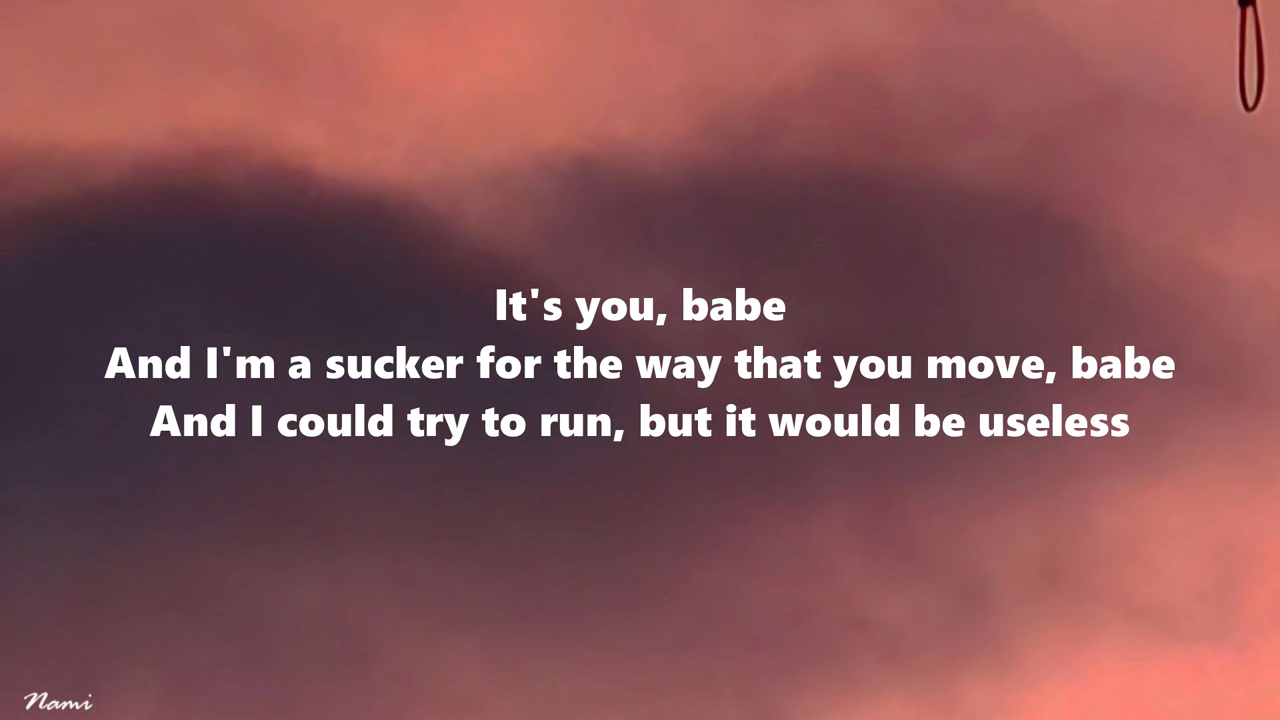 It's you, babe
And I'm a sucker for the way that you move, babe
And I could try to run, but it would be useless
Nami